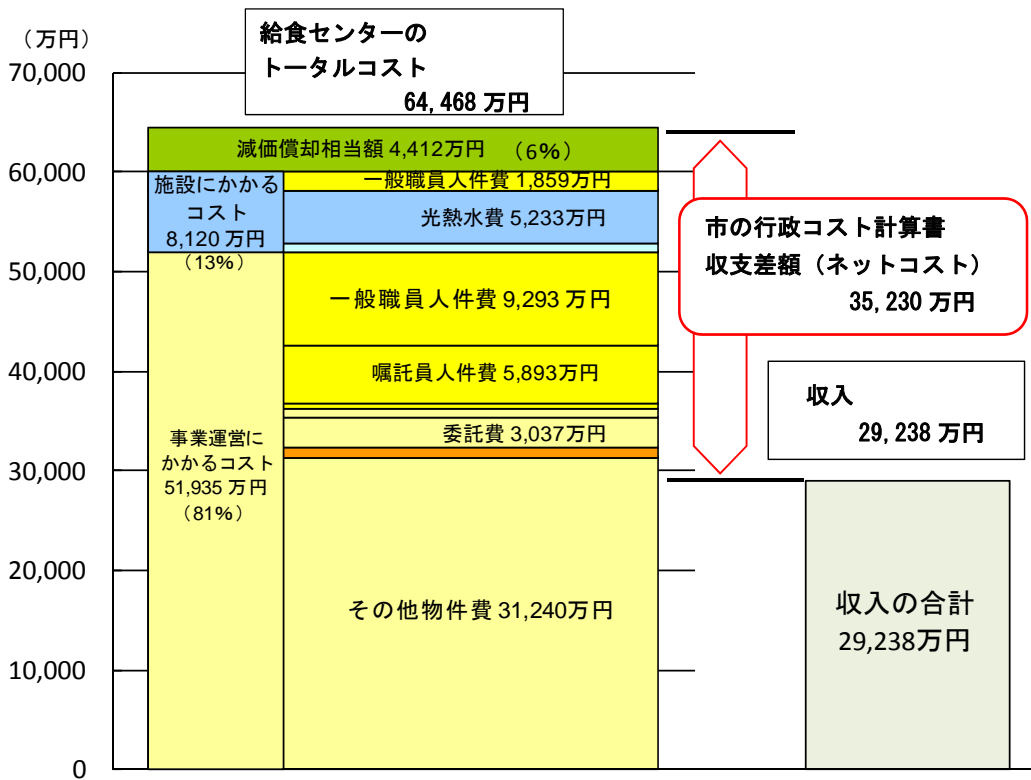 （万円）
70,000
60,000
50,000
40,000
30,000
20,000
10,000
0
給食センターの
トータルコスト
64,468 万円
減価償却相当額 4,412万円 （6%）
施設にかかる
コスト
8,120 万円
（13%）
一般職員人件費 1,859万円
光熱水費 5,233万円
事業運営に
かかるコスト
51,935 万円
（81%）
一般職員人件費 9,293 万円
嘱託員人件費 5,893万円
委託費 3,037万円
その他物件費 31,240万円
市の行政コスト計算書
収支差額（ネットコスト）
35,230 万円
収入
29,238 万円
収入の合計
29,238万円